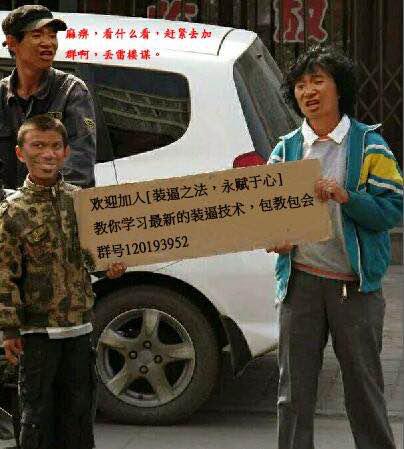 放
麻痹，看什么看，赶紧去加
群啊，丢雷楼谋。
欢迎加入[装逼之法，永赋于心]
教你学习最新的装逼技术，包教包会
群号120193952